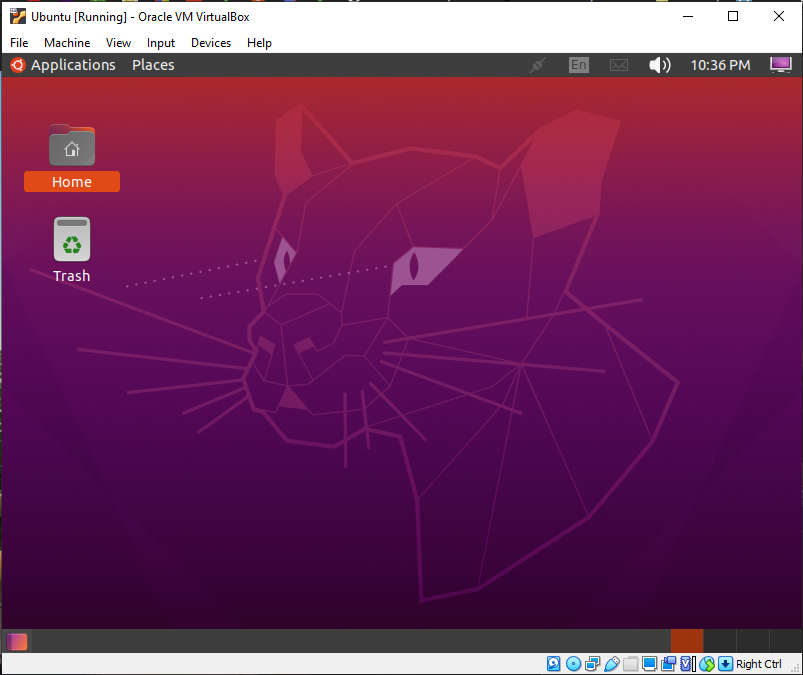 Ubuntu [Running] - Oracle VM VirtualBox
File Machine View Input Devices Help
Applications Places En 10:36 PM
Home
Trash
Right Ctrl